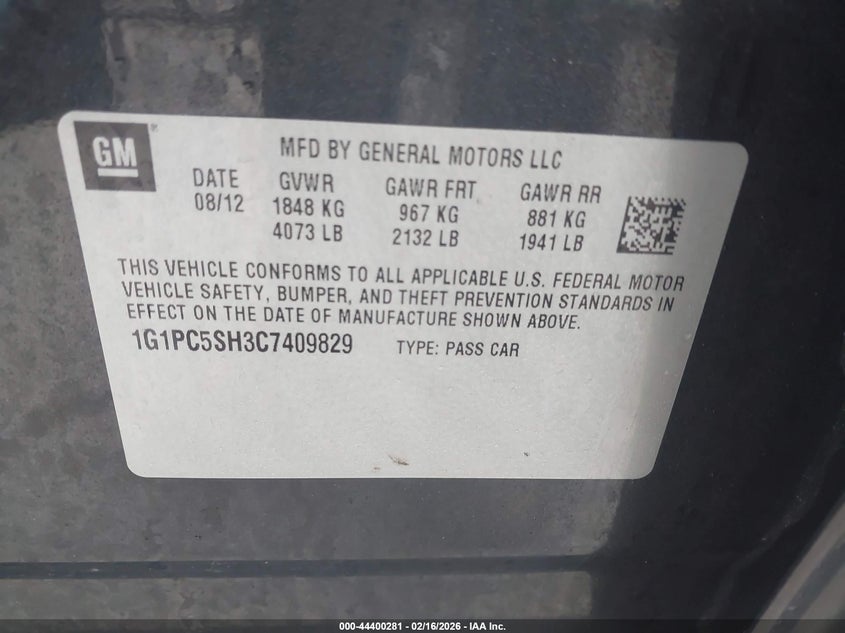 GM®
MFD BY GENERAL MOTORS LLC
DATE GVWR GAWR FRT GAWR RR
08/12 1848 KG 967 KG 881 KG
4073 LB 2132 LB 1941 LB
THIS VEHICLE CONFORMS TO ALL APPLICABLE U.S. FEDERAL MOTOR
VEHICLE SAFETY, BUMPER, AND THEFT PREVENTION STANDARDS IN
EFFECT ON THE DATE OF MANUFACTURE SHOWN ABOVE.
1G1PC5SH3C7409829 TYPE: PASS CAR
000-44400281 - 02/16/2026 - IAA Inc.